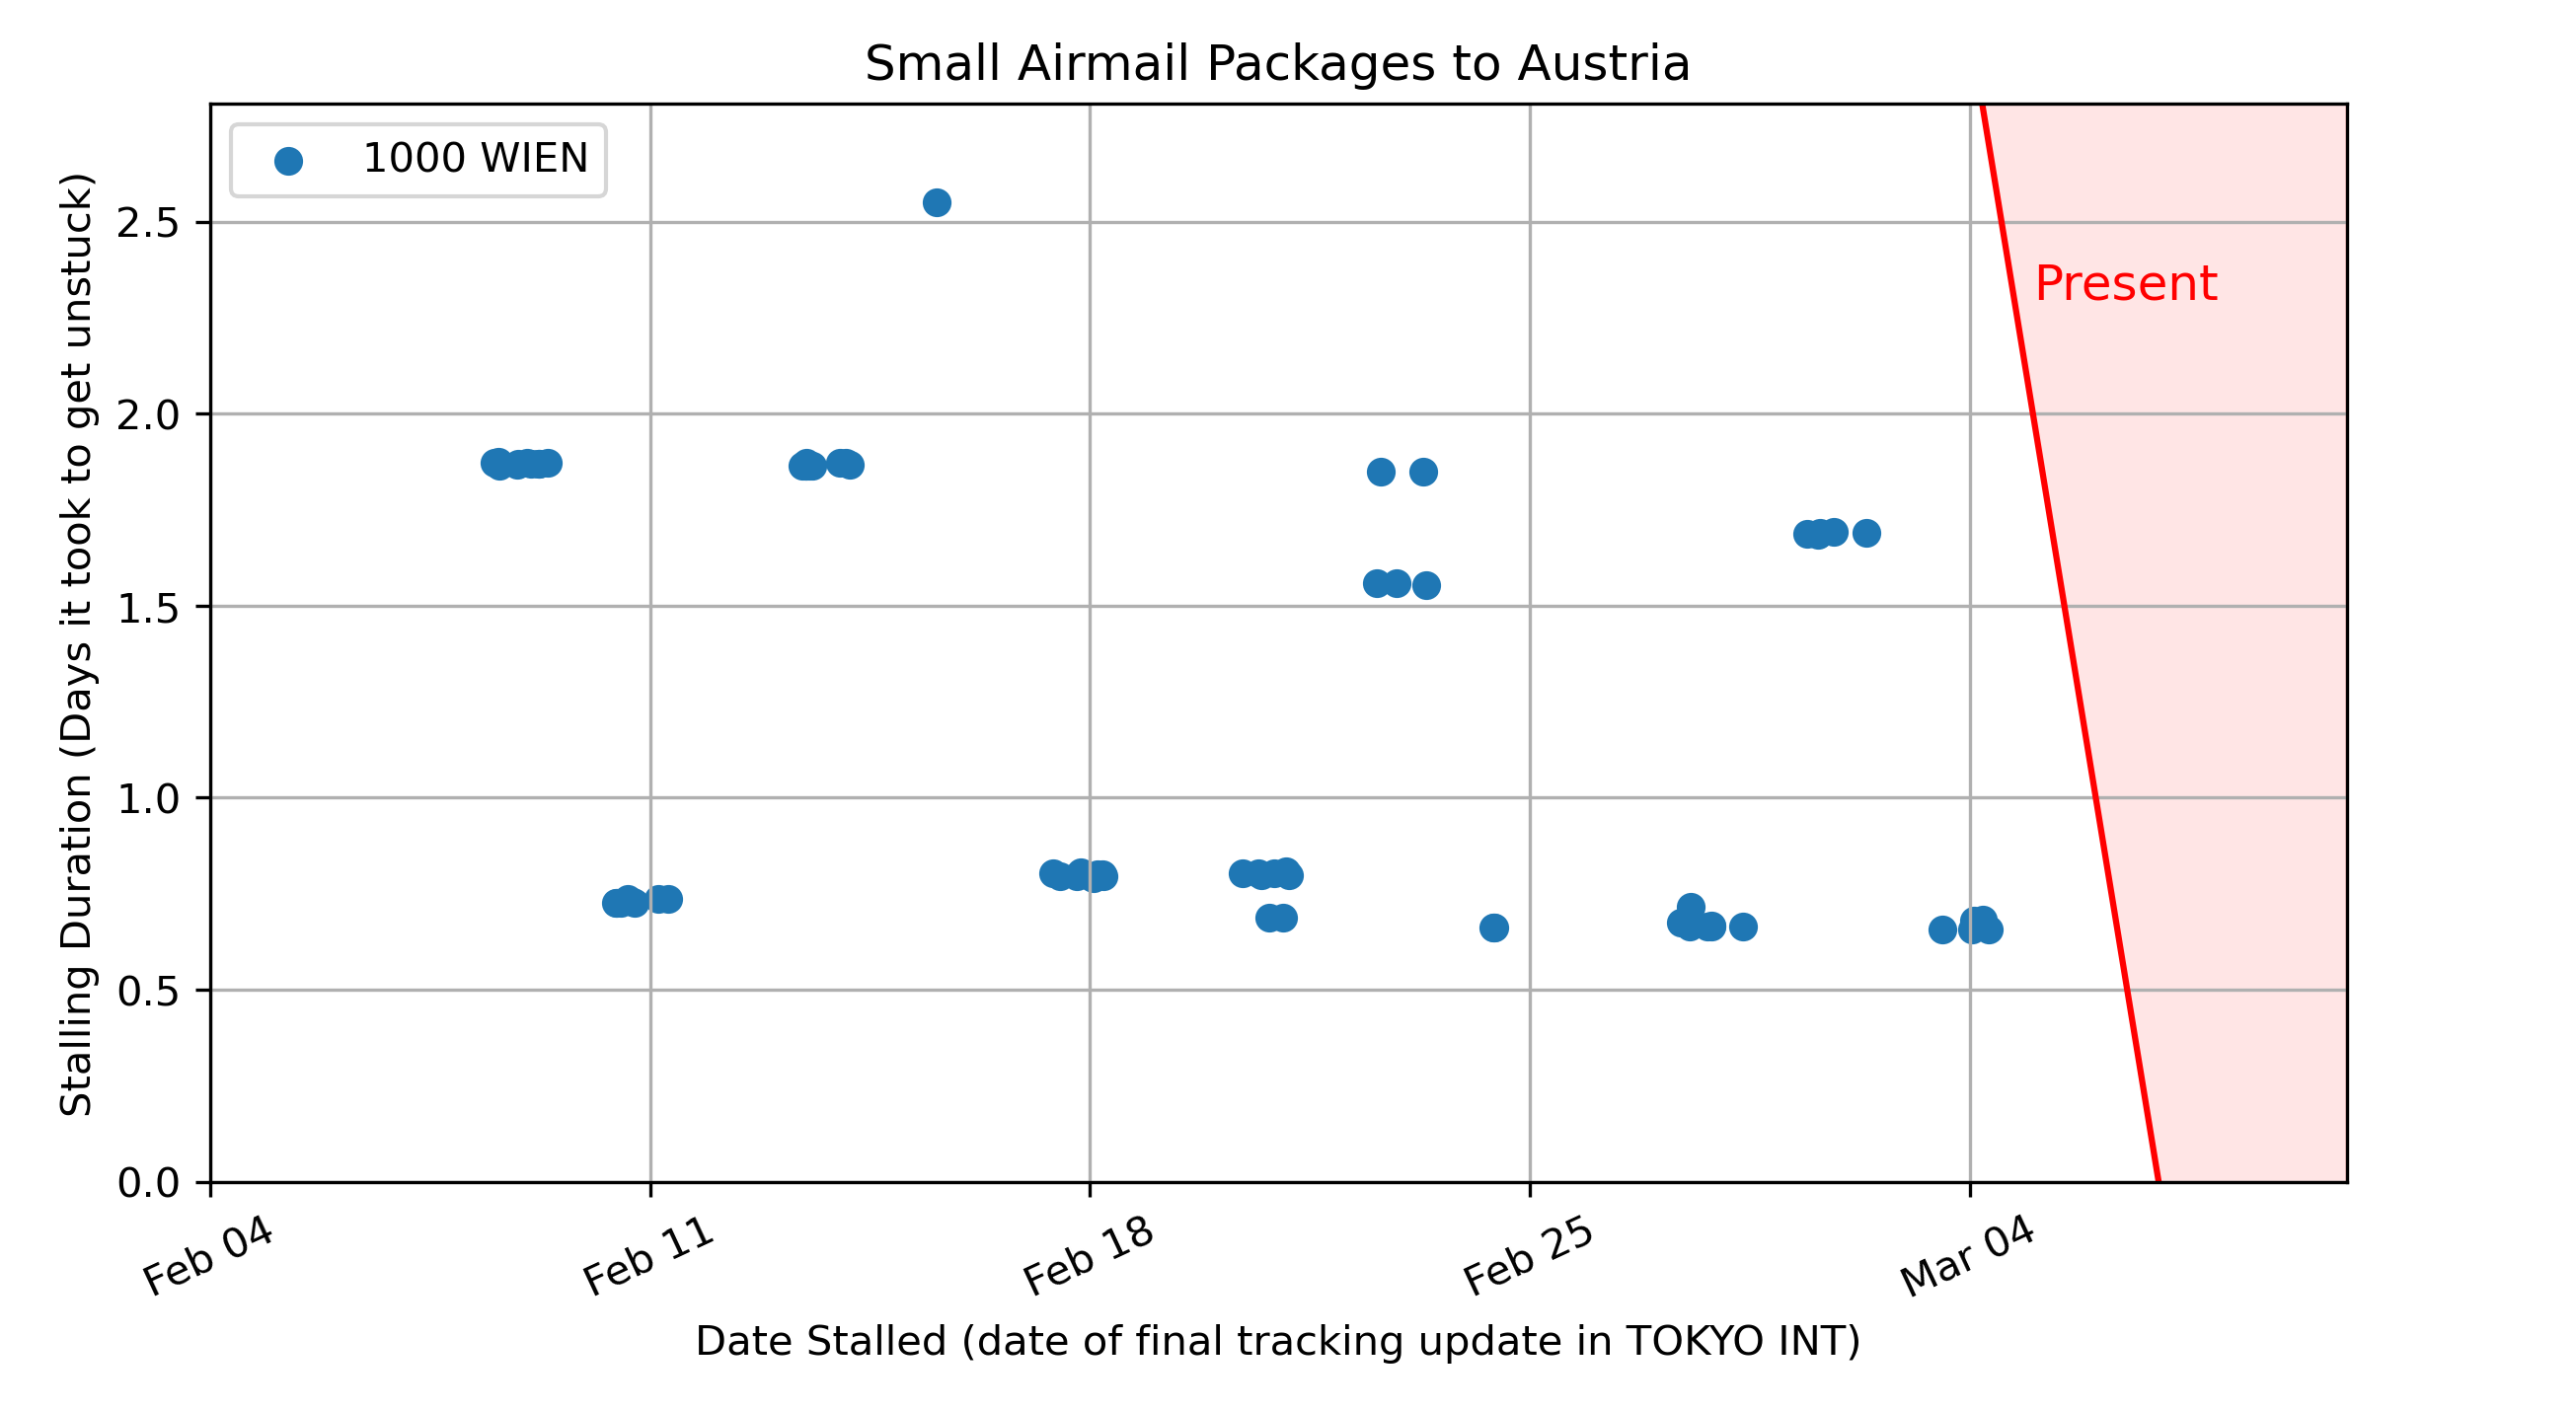 Small Airmail Packages to Austria
1000 WIEN
Present
Stalling Duration (Days it took to get unstuck)
2.5
2.0
1.5
1.0
0.5
0.0
Feb 04
Feb 11
Feb 18
Feb 25
Mar 04
Date Stalled (date of final tracking update in TOKYO INT)